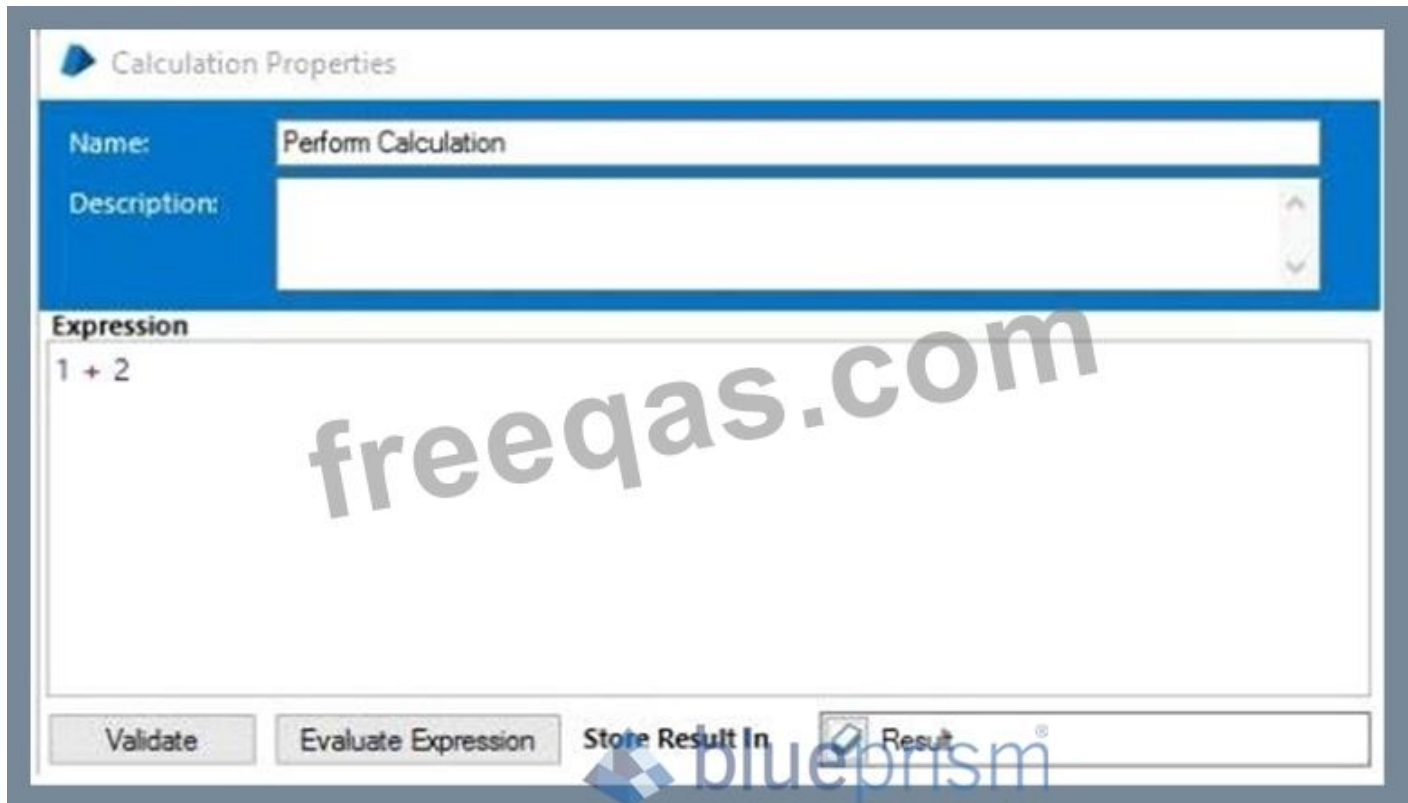 Calculation Properties
Name: Perform Calculation
Description:
Expression
1 + 2
freeqas.com
Validate Evaluate Expression Store Result In Result
blueprism®